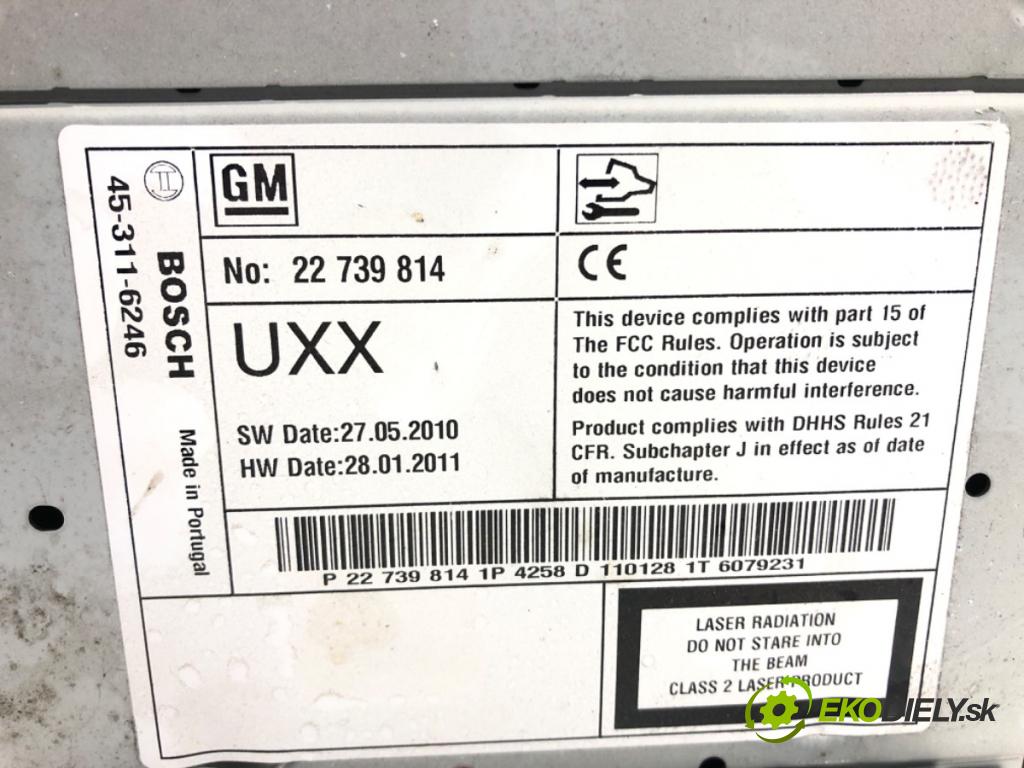 GM
No: 22 739 814
UXX
SW Date:27.05.2010
HW Date:28.01.2011
CE
This device complies with part 15 of
The FCC Rules. Operation is subject
to the condition that this device
does not cause harmful interference.
Product complies with DHHS Rules 21
CFR. Subchapter J in effect as of date
of manufacture.
BOSCH Made in Portugal
45-311-6246
P 22 739 814 1P 4258 D 110128 1T 6079231
LASER RADIATION
DO NOT STARE INTO
THE BEAM
CLASS 2 LASER PRODUCT
EKODIELY.sk